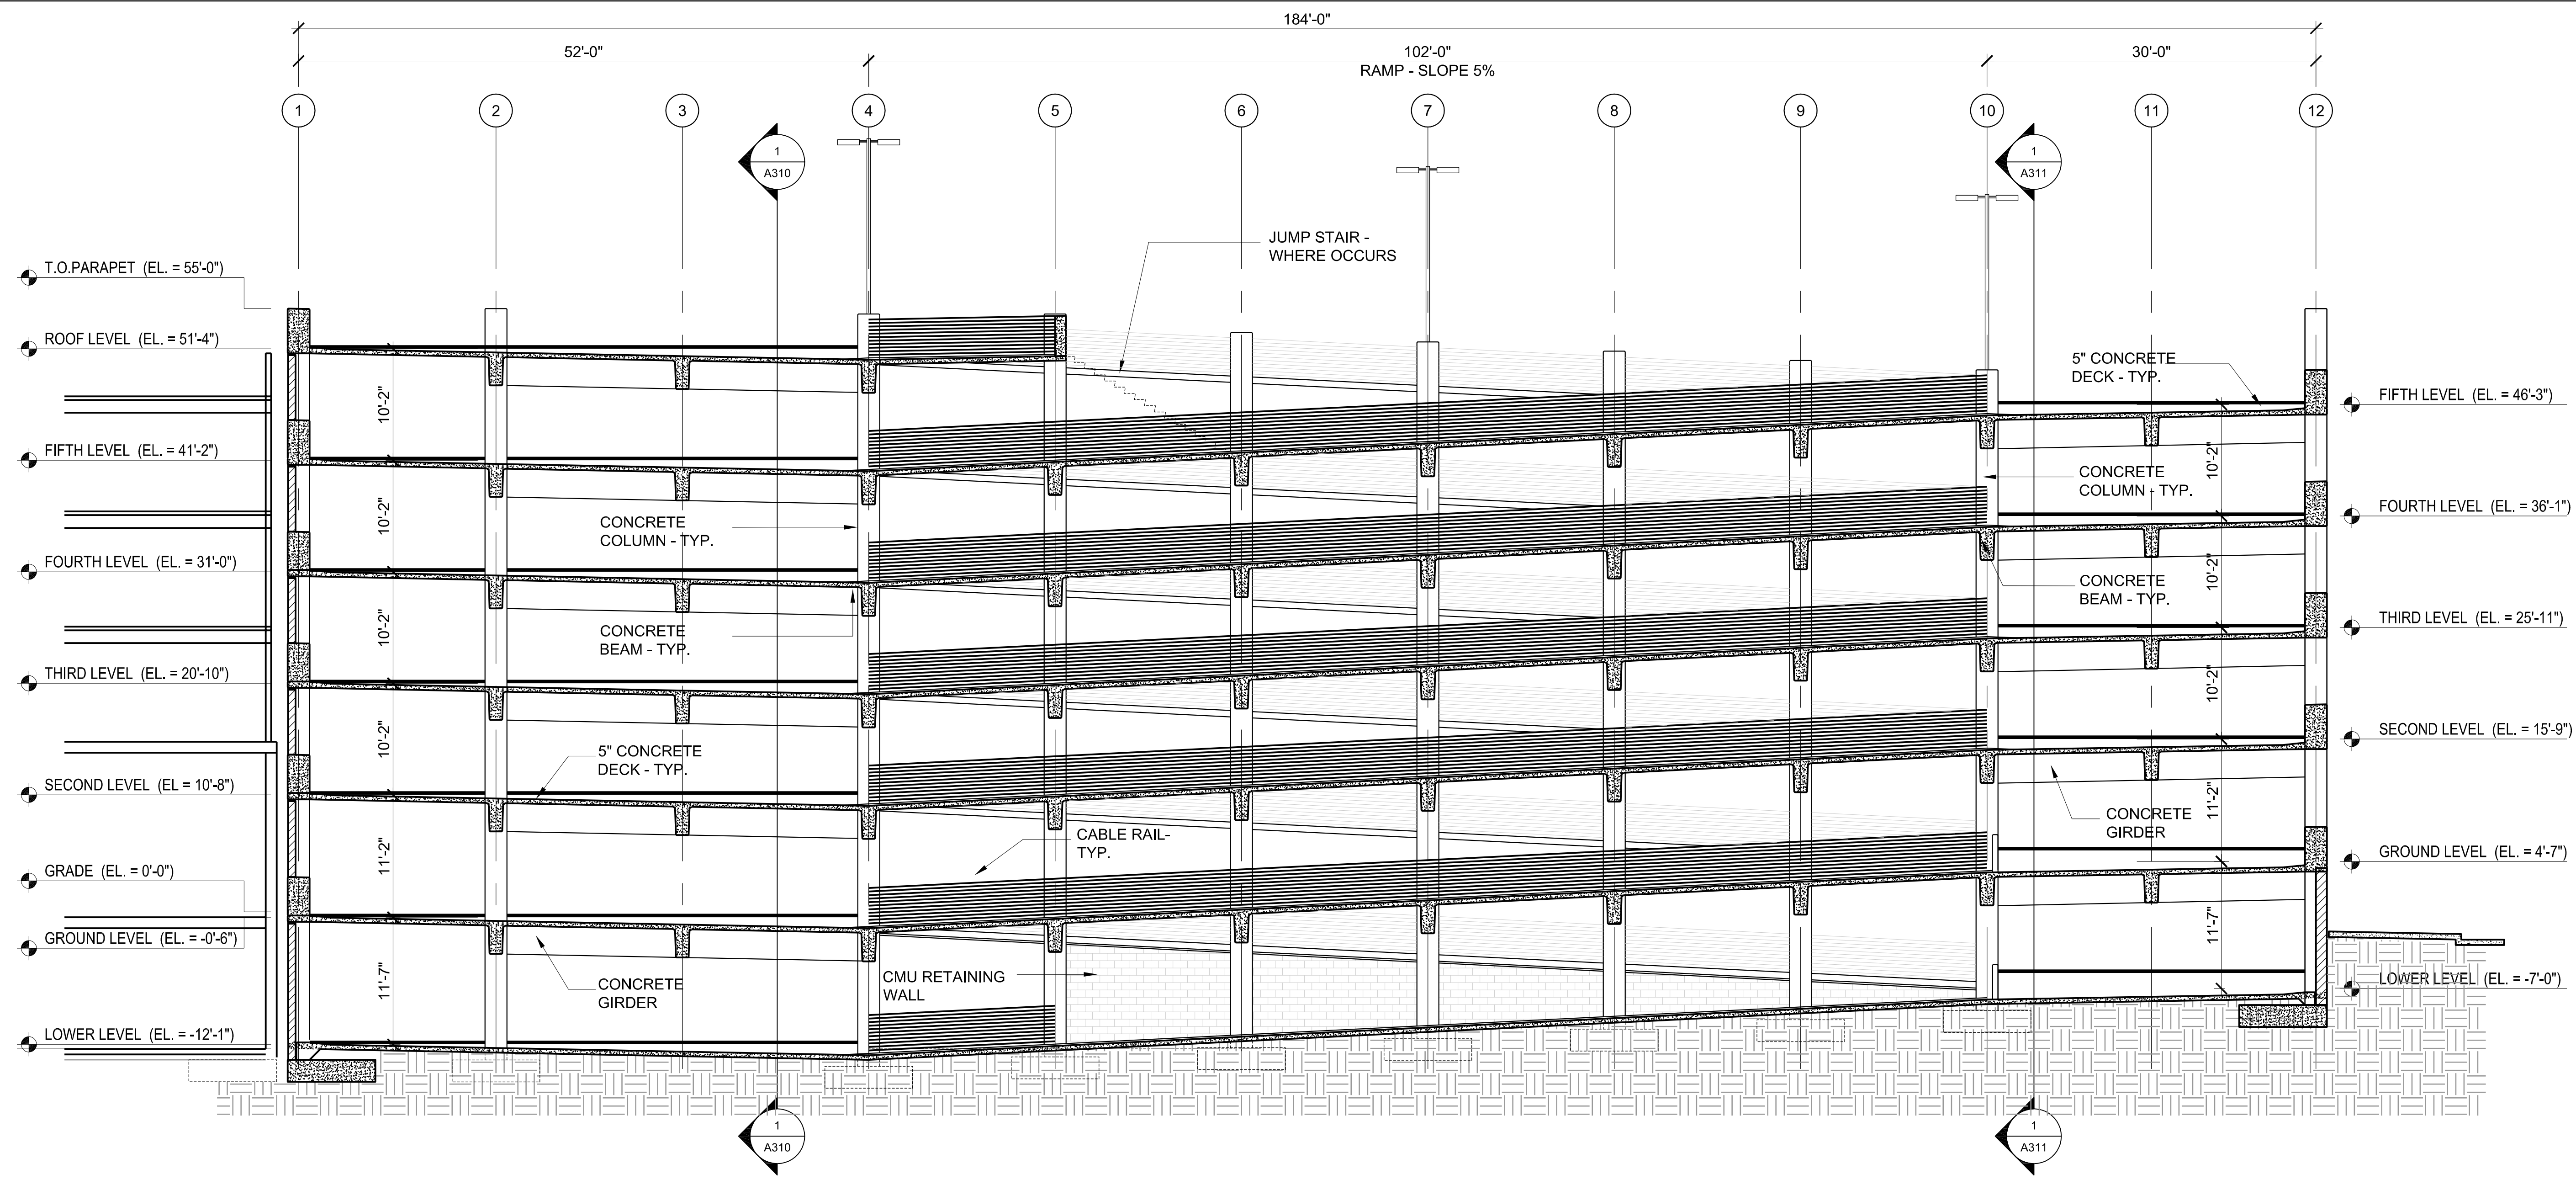 184'-0"
52'-0"
102'-0"
30'-0"
RAMP - SLOPE 5%
1
2
3
4
5
6
7
8
9
10
11
12
1
A310
1
A311
JUMP STAIR -
WHERE OCCURS
T.O.PARAPET (EL. = 55'-0")
ROOF LEVEL (EL. = 51'-4")
FIFTH LEVEL (EL. = 41'-2")
FOURTH LEVEL (EL. = 31'-0")
THIRD LEVEL (EL. = 20'-10")
SECOND LEVEL (EL = 10'-8")
GRADE (EL. = 0'-0")
GROUND LEVEL (EL. = -0'-6")
LOWER LEVEL (EL. = -12'-1")
10'-2"
10'-2"
10'-2"
10'-2"
11'-2"
11'-7"
CONCRETE
COLUMN - TYP.
CONCRETE
BEAM - TYP.
5" CONCRETE
DECK - TYP.
CONCRETE
GIRDER
CABLE RAIL-
TYP.
CMU RETAINING
WALL
5" CONCRETE
DECK - TYP.
CONCRETE
COLUMN - TYP.
CONCRETE
BEAM - TYP.
CONCRETE
GIRDER
10'-2"
10'-2"
10'-2"
11'-2"
11'-7"
FIFTH LEVEL (EL. = 46'-3")
FOURTH LEVEL (EL. = 36'-1")
THIRD LEVEL (EL. = 25'-11")
SECOND LEVEL (EL. = 15'-9")
GROUND LEVEL (EL. = 4'-7")
LOWER LEVEL (EL. = -7'-0")
1
A310
1
A311